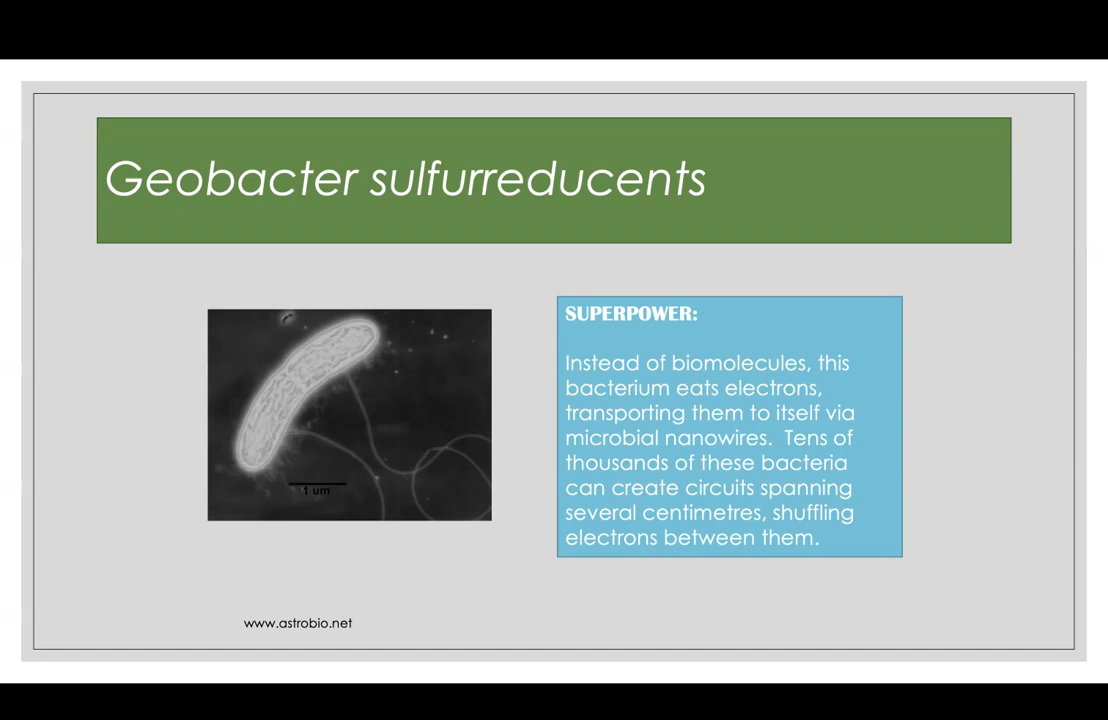 Geobacter sulfurreducents
SUPERPOWER:
Instead of biomolecules, this
bacterium eats electrons,
transporting them to itself via
microbial nanowires.  Tens of
thousands of these bacteria
can create circuits spanning
several centimetres, shuffling
electrons between them.
1 um
www.astrobio.net